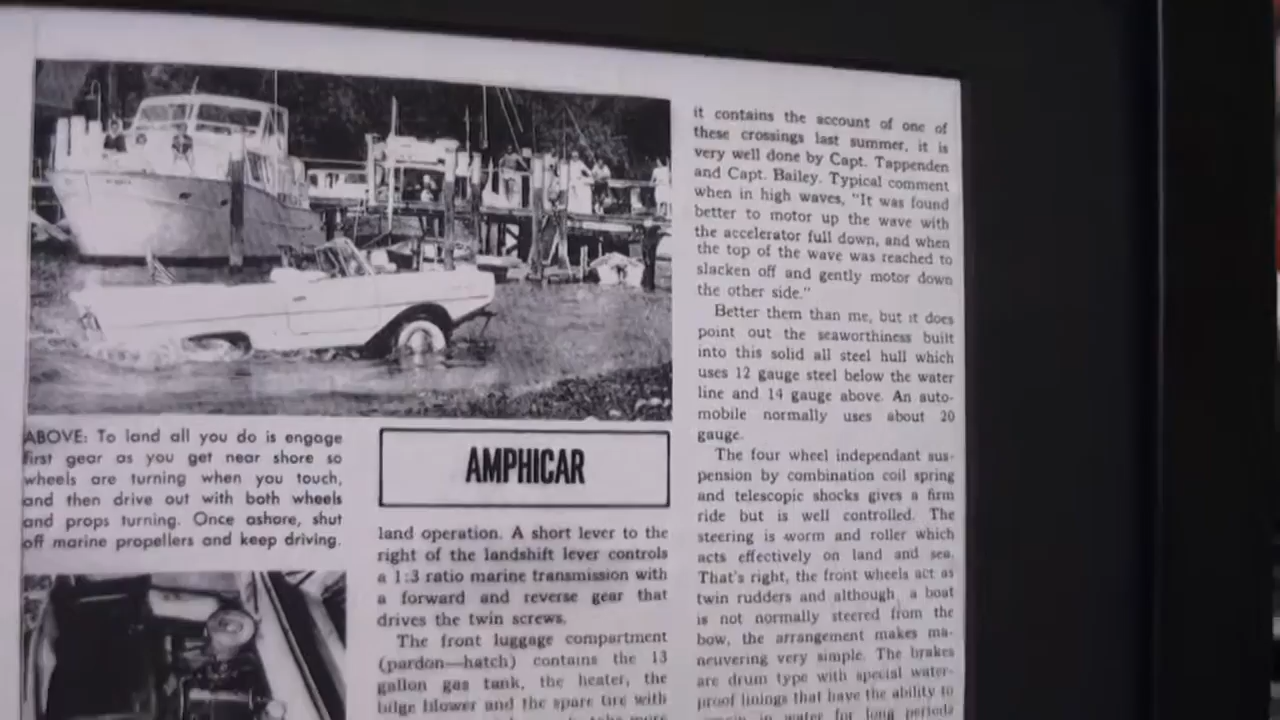 ABOVE: To land all you do is engage
first gear as you get near shore so
wheels are turning when you touch,
and then drive out with both wheels
and props turning. Once ashore, shut
off marine propellers and keep driving.
AMPHICAR
land operation. A short lever to the
right of the landshift lever controls
a 1:3 ratio marine transmission with
a forward and reverse gear that
drives the twin screws.
The front luggage compartment
(pardon—hatch) contains the 13
gallon gas tank, the heater, the
bilge blower and the spare tire with
it contains the account of one of
these crossings last summer, it is
very well done by Capt. Tappenden
and Capt. Bailey. Typical comment
when in high waves, "It was found
better to motor up the wave with
the accelerator full down, and when
the top of the wave was reached to
slacken off and gently motor down
the other side."
Better them than me, but it does
point out the seaworthiness built
into this solid all steel hull which
uses 12 gauge steel below the water
line and 14 gauge above. An auto-
mobile normally uses about 20
gauge.
The four wheel independant sus-
pension by combination coil spring
and telescopic shocks gives a firm
ride but is well controlled. The
steering is worm and roller which
acts effectively on land and sea.
That's right, the front wheels act as
twin rudders and although, a boat
is not normally steered from the
bow, the arrangement makes ma-
neuvering very simple. The brakes
are drum type with special water-
proof linings that have the ability to
in water for long periods